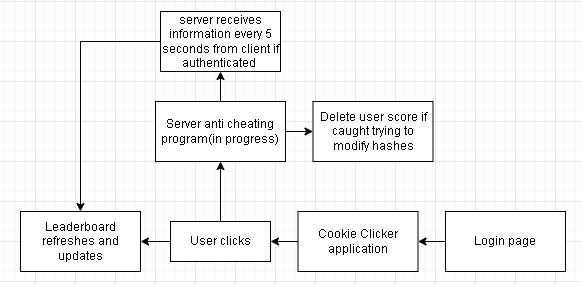 server receives
information every 5
seconds from client if
authenticated
Server anti cheating
program(in progress)
Delete user score if
caught trying to
modify hashes
Leaderboard
refreshes and
updates
User clicks
Cookie Clicker
application
Login page